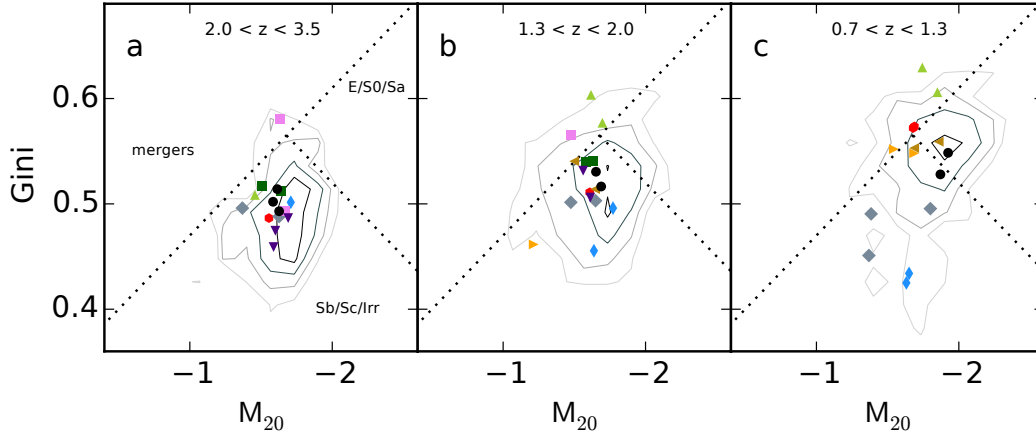 a
2.0 < z < 3.5
b
1.3 < z < 2.0
c
0.7 < z < 1.3
E/S0/Sa
mergers
Sb/Sc/Irr
0.6
0.5
0.4
Gini
−1
−2
−1
−2
−1
−2
M20
M20
M20